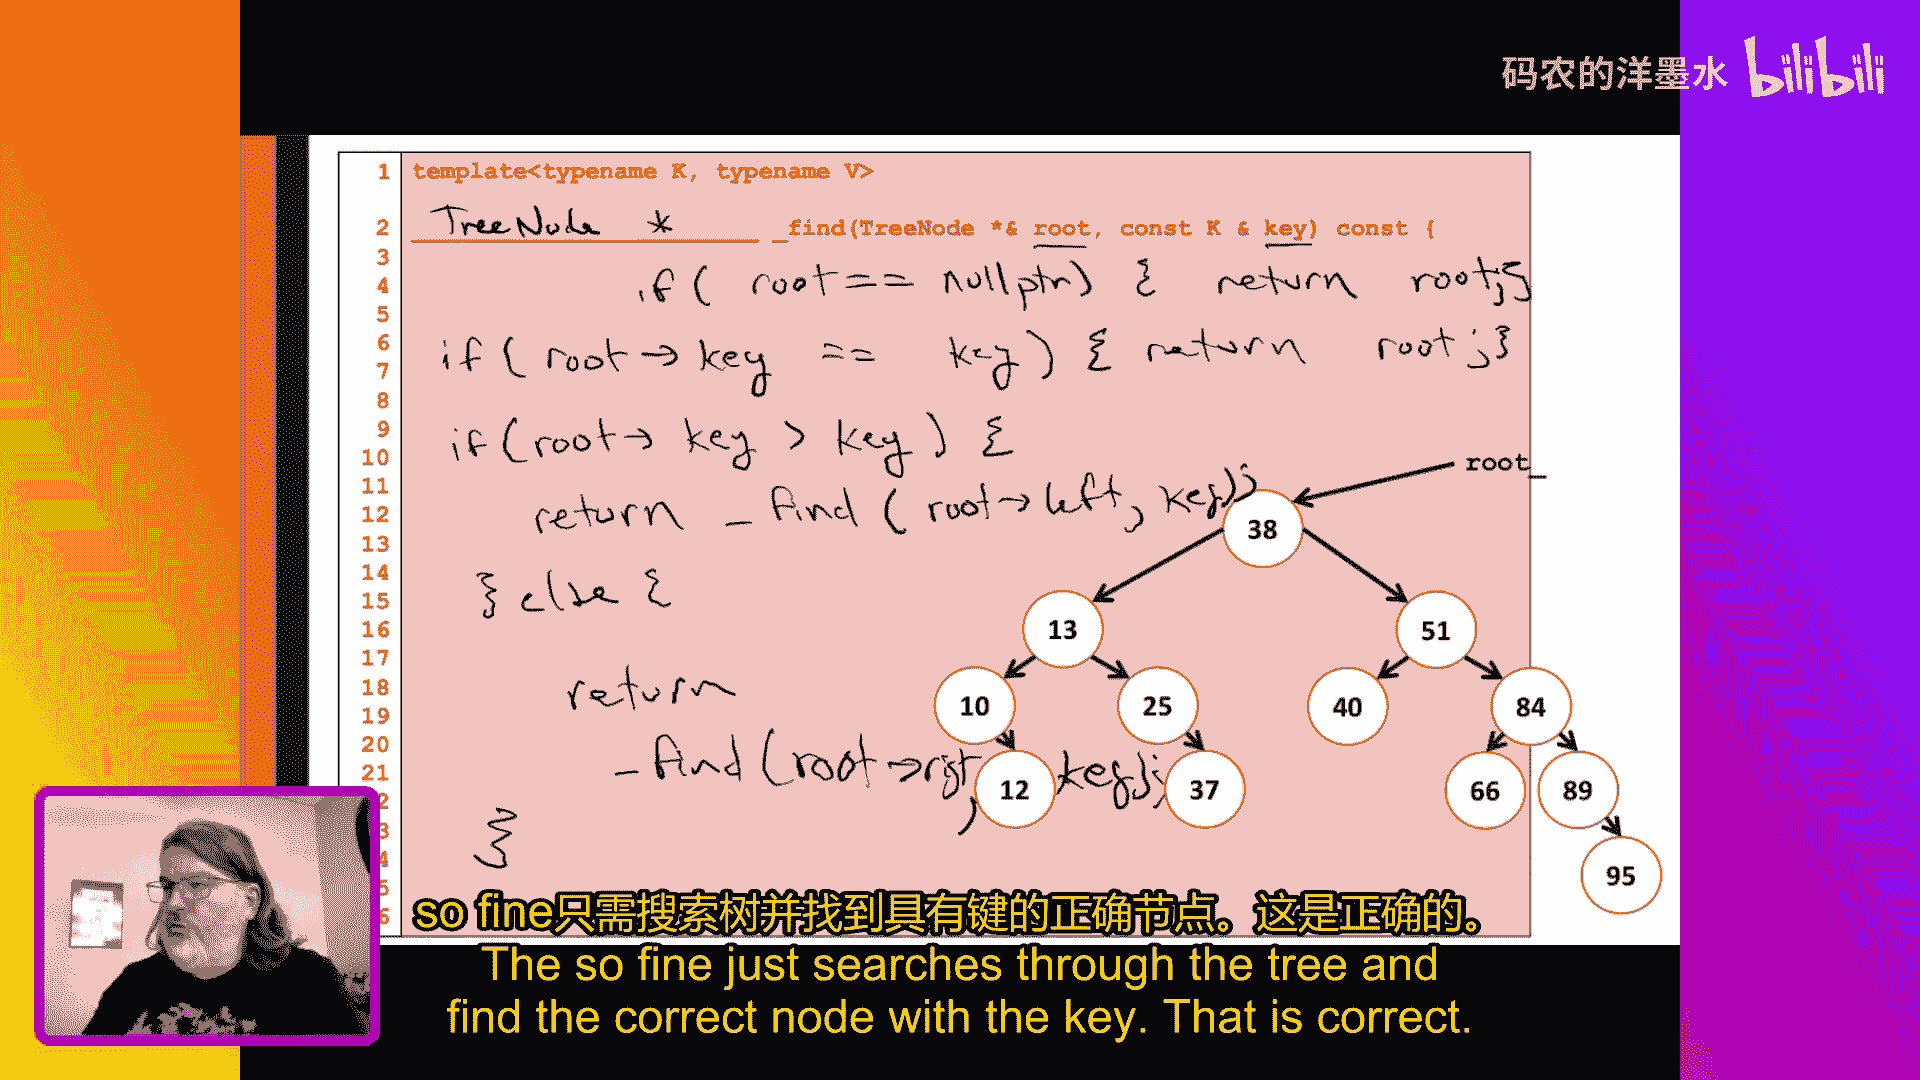 码农的洋墨水 bilibili
1 template<typename K, typename V>
2 TreeNode * _find(TreeNode *& root, const K & key) const {
3
4 if ( root == nullptr) { return root; }
5
6 if ( root → key == key ) { return root ; }
7
8
9 if (root → key > key ) {
10
11
12 return _find ( root → left, key);
13
14
15 } else {
16
17
18 return
19
20
21 _find (root → right, key);
2
3 }
4
5
6
root_
38
13
51
10
25
40
84
12
37
66
89
95
so fine只需搜索树并找到具有键的正确节点。这是正确的。
The so fine just searches through the tree and
find the correct node with the key. That is correct.